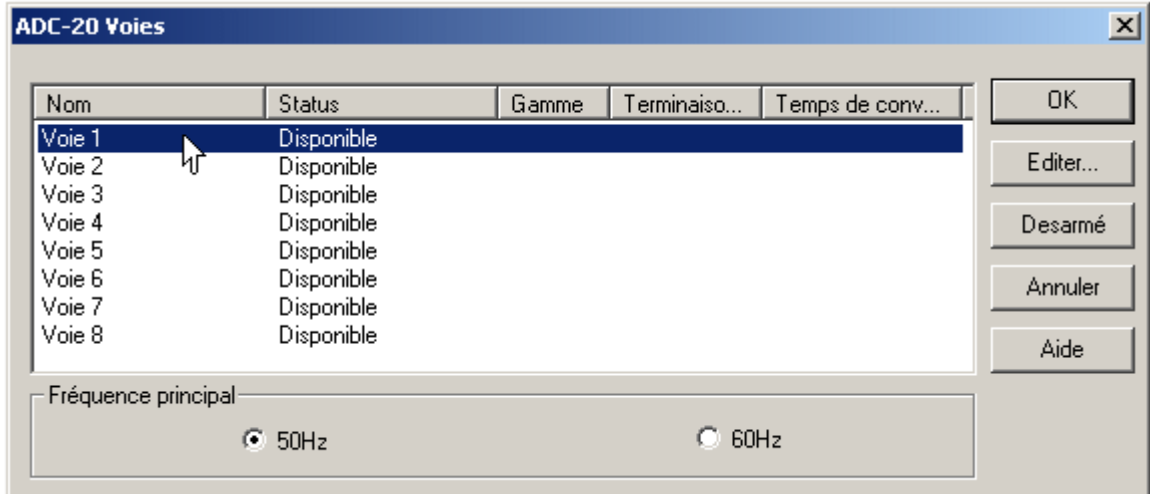 ADC-20 Voies
Nom Status Gamme Terminaiso... Temps de conv...
Voie 1 Disponible
Voie 2 Disponible
Voie 3 Disponible
Voie 4 Disponible
Voie 5 Disponible
Voie 6 Disponible
Voie 7 Disponible
Voie 8 Disponible
OK
Editer...
Desarmé
Annuler
Aide
Fréquence principal
50Hz 60Hz